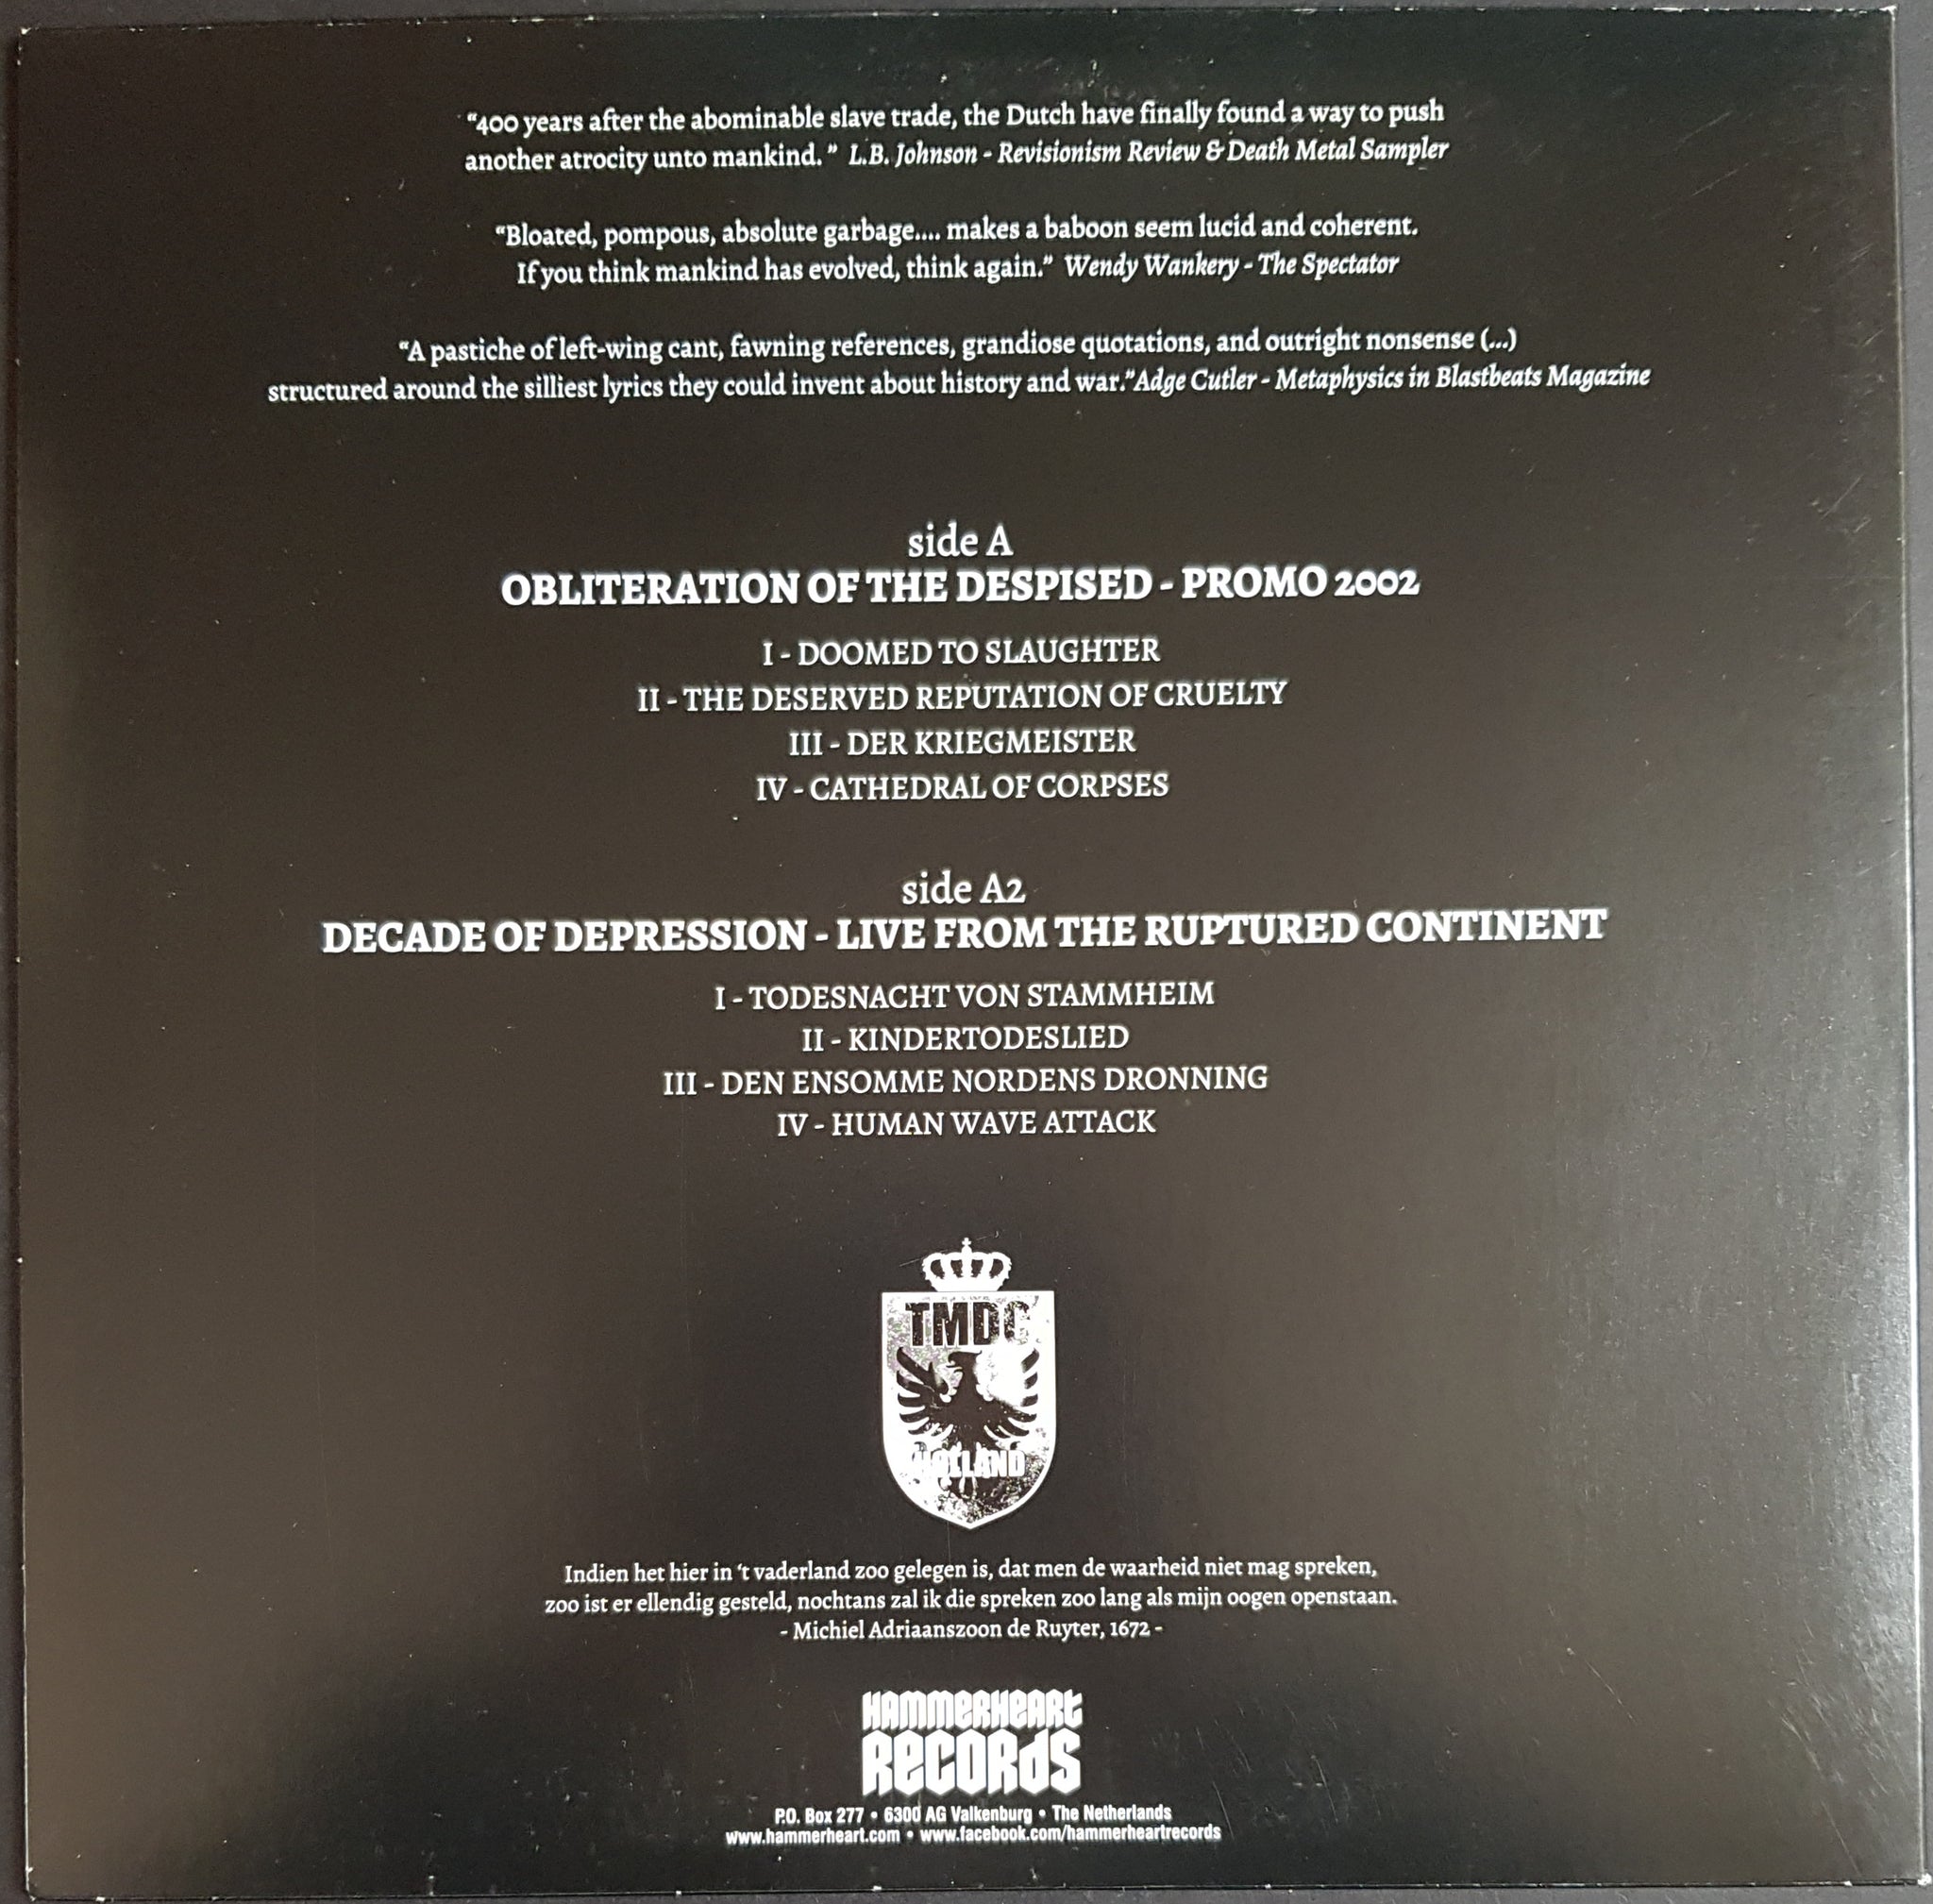 “400 years after the abominable slave trade, the Dutch have finally found a way to push
another atrocity unto mankind. ” L.B. Johnson - Revisionism Review & Death Metal Sampler
“Bloated, pompous, absolute garbage.... makes a baboon seem lucid and coherent.
If you think mankind has evolved, think again.” Wendy Wankery - The Spectator
“A pastiche of left-wing cant, fawning references, grandiose quotations, and outright nonsense (...)
structured around the silliest lyrics they could invent about history and war.”Adge Cutler - Metaphysics in Blastbeats Magazine
side A
OBLITERATION OF THE DESPISED - PROMO 2002
I - DOOMED TO SLAUGHTER
II - THE DESERVED REPUTATION OF CRUELTY
III - DER KRIEGMEISTER
IV - CATHEDRAL OF CORPSES
side A2
DECADE OF DEPRESSION - LIVE FROM THE RUPTURED CONTINENT
I - TODESNACHT VON STAMMHEIM
II - KINDERTODESLIED
III - DEN ENSOMME NORDENS DRONNING
IV - HUMAN WAVE ATTACK
TMDC
HOLLAND
Indien het hier in ‘t vaderland zoo gelegen is, dat men de waarheid niet mag spreken,
zoo ist er ellendig gesteld, nochtans zal ik die spreken zoo lang als mijn oogen openstaan.
- Michiel Adriaanszoon de Ruyter, 1672 -
HAMMERHEART
RECORDS
P.O. Box 277 • 6300 AG Valkenburg • The Netherlands
www.hammerheart.com • www.facebook.com/hammerheartrecords